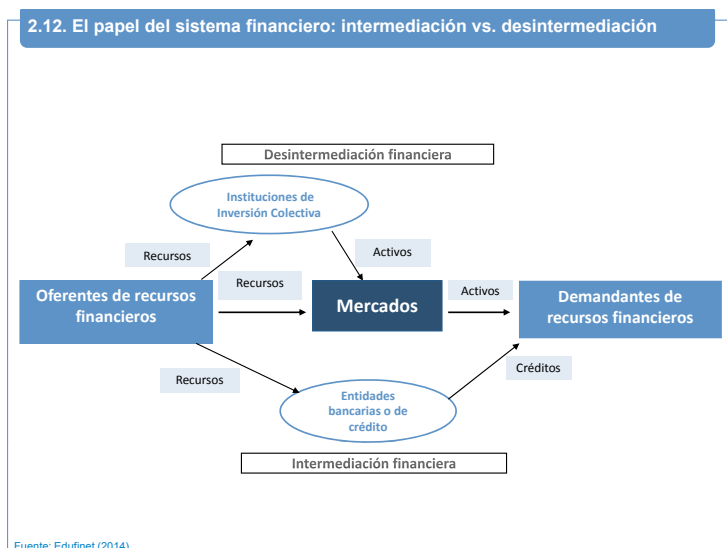 2.12. El papel del sistema financiero: intermediación vs. desintermediación
Desintermediación financiera
Instituciones de
Inversión Colectiva
Recursos
Activos
Recursos
Activos
Oferentes de recursos
financieros
Mercados
Demandantes de
recursos financieros
Recursos
Créditos
Entidades
bancarias o de
crédito
Intermediación financiera
Fuente: Edufinet (2014)